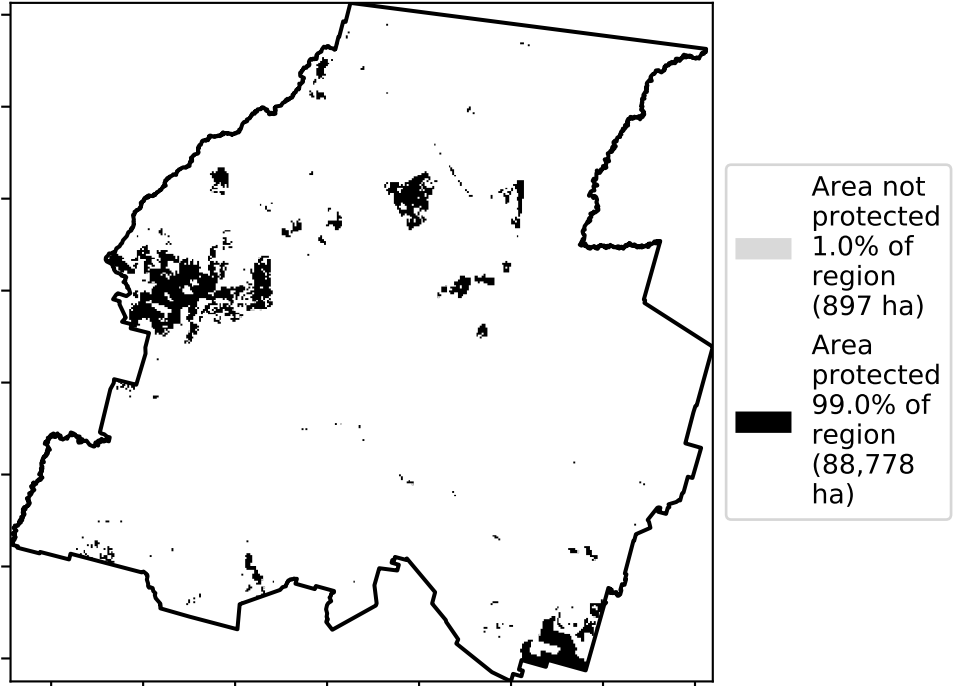 Area not
protected
1.0% of
region
(897 ha)
Area
protected
99.0% of
region
(88,778
ha)